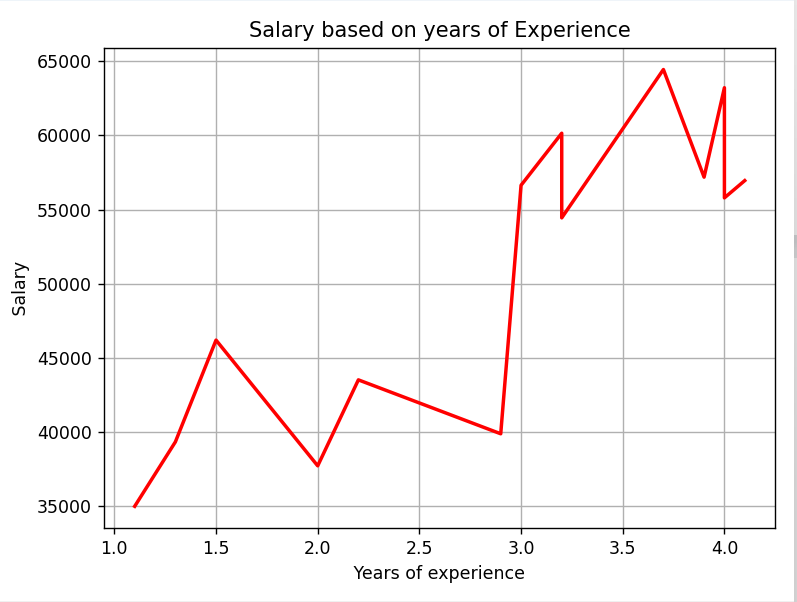 Salary based on years of Experience
65000
60000
55000
50000
45000
40000
35000
Salary
1.0 1.5 2.0 2.5 3.0 3.5 4.0
Years of experience